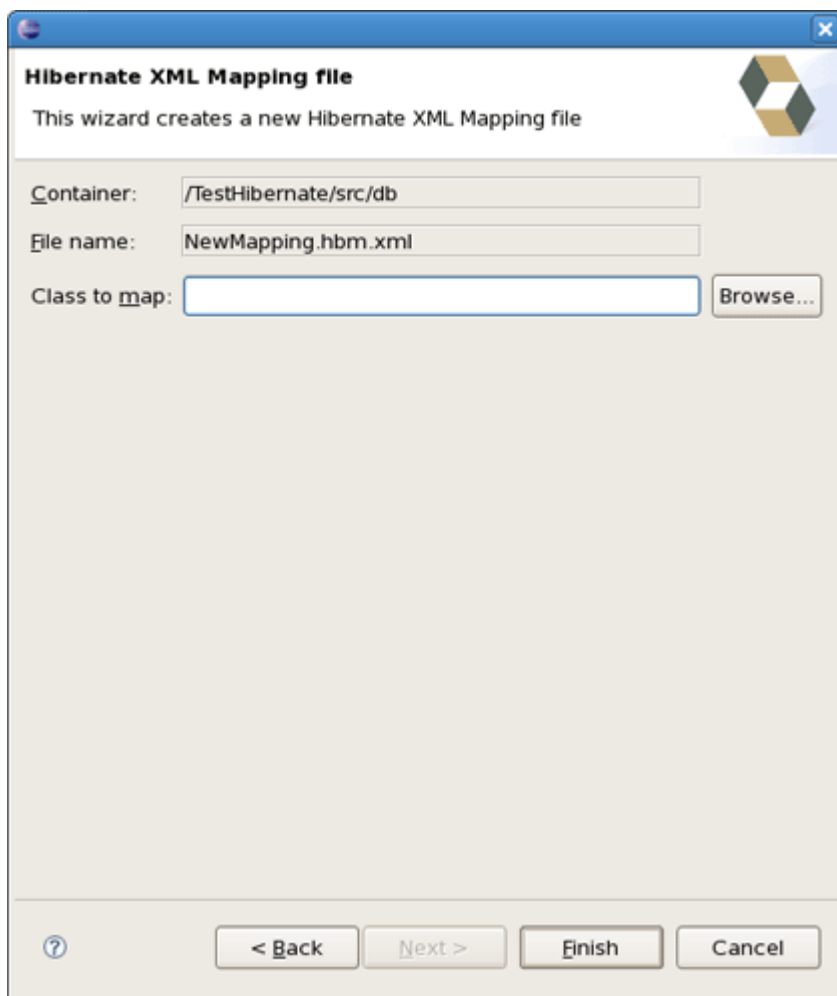 Hibernate XML Mapping file
This wizard creates a new Hibernate XML Mapping file
Container: /TestHibernate/src/db
File name: NewMapping.hbm.xml
Class to map: Browse...
? < Back Next > Finish Cancel